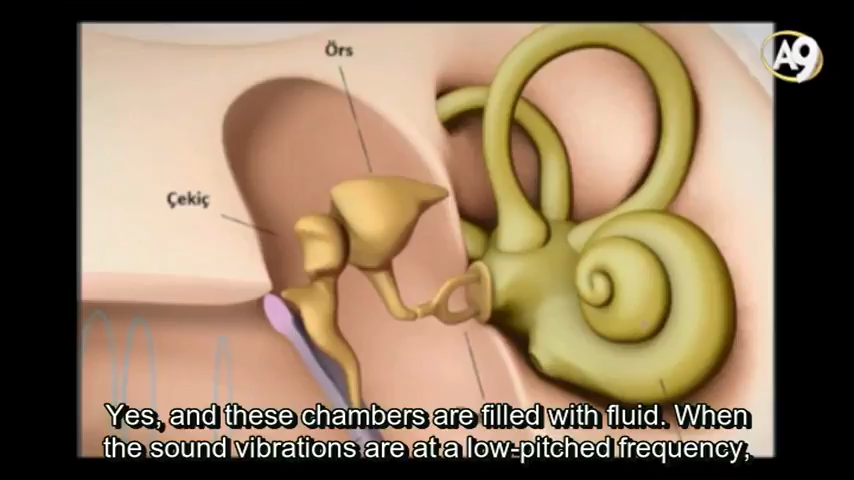 Örs
A9
Çekiç
Yes, and these chambers are filled with fluid. When
the sound vibrations are at a low-pitched frequency,